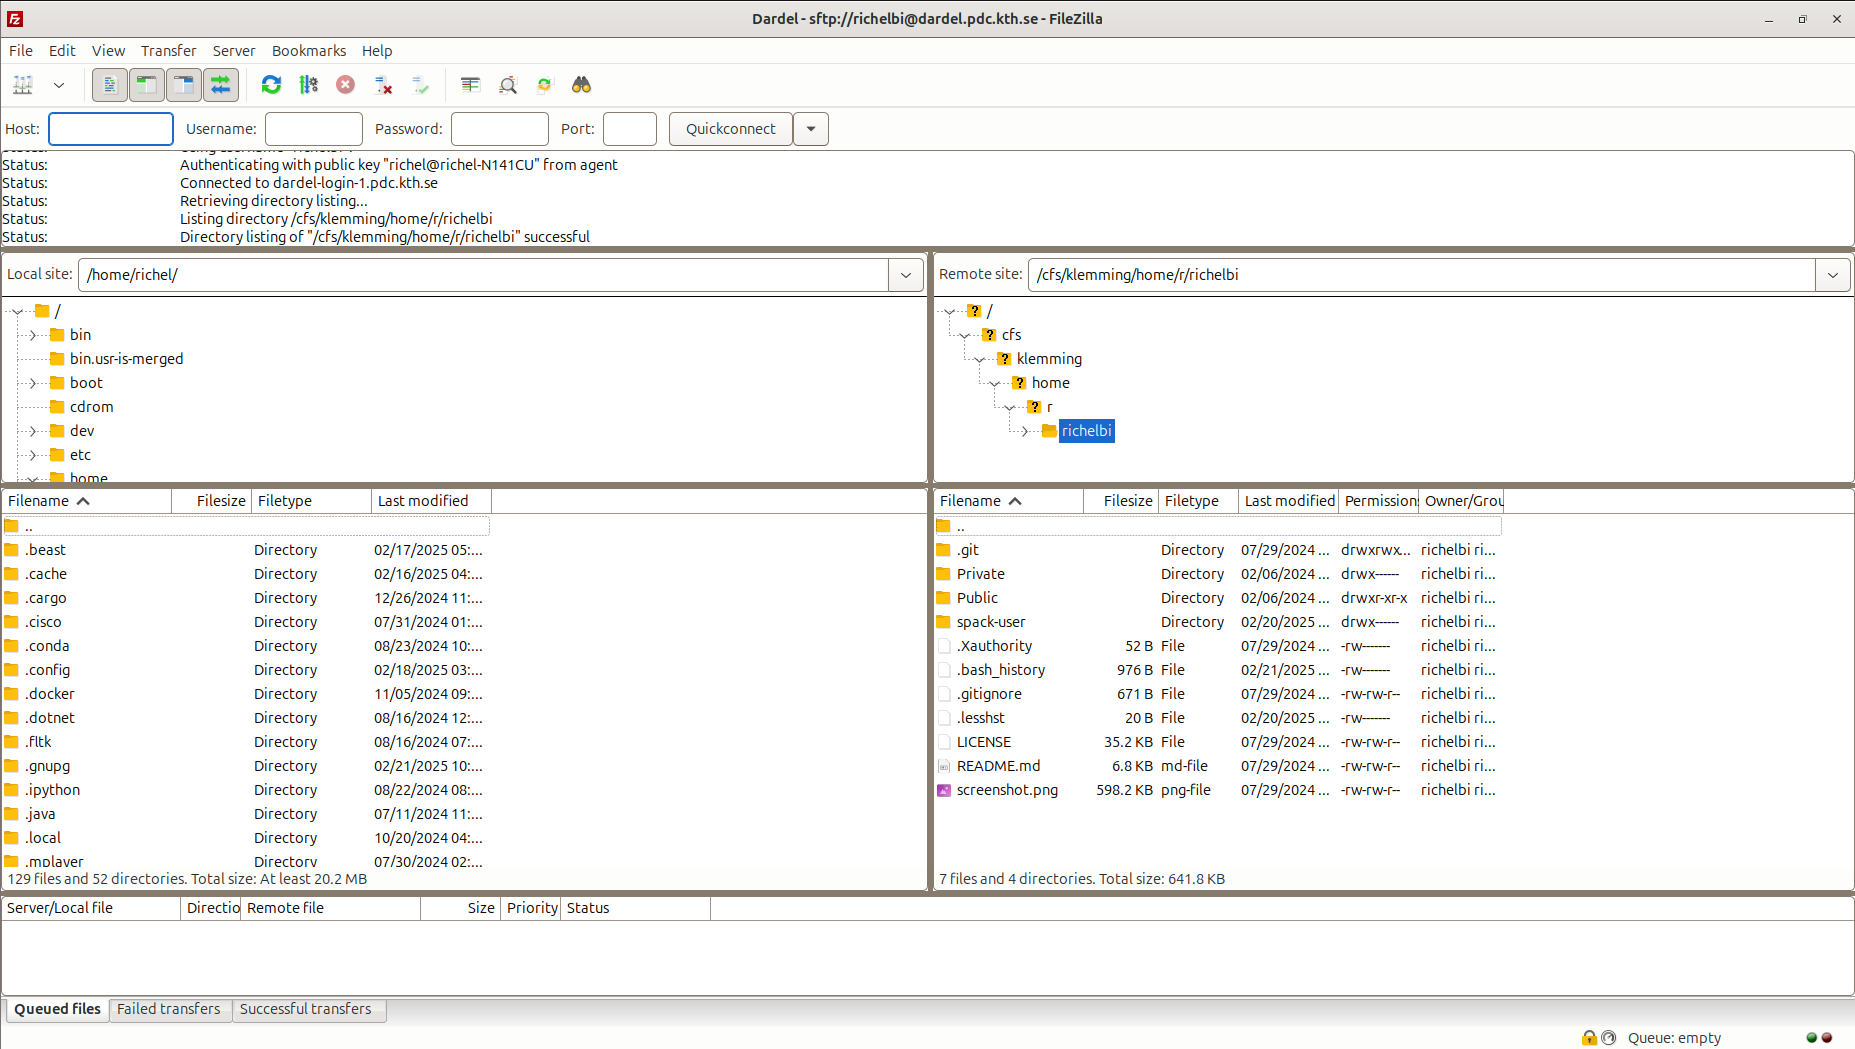 Dardel - sftp://richelbi@dardel.pdc.kth.se - FileZilla
File Edit View Transfer Server Bookmarks Help
Host: Username: Password: Port: Quickconnect
Status: Authenticating with public key "richel@richel-N141CU" from agent
Status: Connected to dardel-login-1.pdc.kth.se
Status: Retrieving directory listing...
Status: Listing directory /cfs/klemming/home/r/richelbi
Status: Directory listing of "/cfs/klemming/home/r/richelbi" successful
Local site: /home/richel/
/
bin
bin.usr-is-merged
boot
cdrom
dev
etc
home
Filename Filesize Filetype Last modified
..
.beast Directory 02/17/2025 05:...
.cache Directory 02/16/2025 04:...
.cargo Directory 12/26/2024 11:...
.cisco Directory 07/31/2024 01:...
.conda Directory 08/23/2024 10:...
.config Directory 02/18/2025 03:...
.docker Directory 11/05/2024 09:...
.dotnet Directory 08/16/2024 12:...
.fltk Directory 08/16/2024 07:...
.gnupg Directory 02/21/2025 10:...
.ipython Directory 08/22/2024 08:...
.java Directory 07/11/2024 11:...
.local Directory 10/20/2024 04:...
.mplayer Directory 07/30/2024 02:...
129 files and 52 directories. Total size: At least 20.2 MB
Remote site: /cfs/klemming/home/r/richelbi
/
cfs
klemming
home
r
richelbi
Filename Filesize Filetype Last modified Permission Owner/Grou
..
.git Directory 07/29/2024 ... drwxrwx... richelbi ri...
Private Directory 02/06/2024 ... drwx------ richelbi ri...
Public Directory 02/06/2024 ... drwxr-xr-x richelbi ri...
spack-user Directory 02/20/2025 ... drwx------ richelbi ri...
.Xauthority 52 B File 07/29/2024 ... -rw------- richelbi ri...
.bash_history 976 B File 02/21/2025 ... -rw------- richelbi ri...
.gitignore 671 B File 07/29/2024 ... -rw-rw-r-- richelbi ri...
.lesshst 20 B File 02/20/2025 ... -rw------- richelbi ri...
LICENSE 35.2 KB File 07/29/2024 ... -rw-rw-r-- richelbi ri...
README.md 6.8 KB md-file 07/29/2024 ... -rw-rw-r-- richelbi ri...
screenshot.png 598.2 KB png-file 07/29/2024 ... -rw-rw-r-- richelbi ri...
7 files and 4 directories. Total size: 641.8 KB
Server/Local file Directio Remote file Size Priority Status
Queued files Failed transfers Successful transfers
Queue: empty